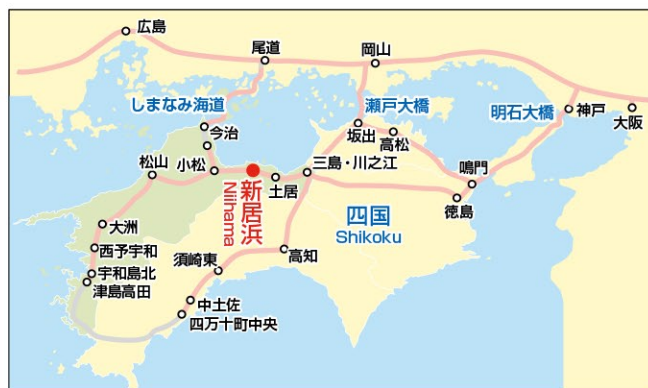 広島
尾道
岡山
しまなみ海道
瀬戸大橋
明石大橋
神戸
大阪
今治
坂出
高松
松山
小松
三島・川之江
鳴門
土居
新居浜
Niihama
徳島
四国
Shikoku
大洲
西予宇和
須崎東
高知
宇和島北
津島高田
中土佐
四万十町中央